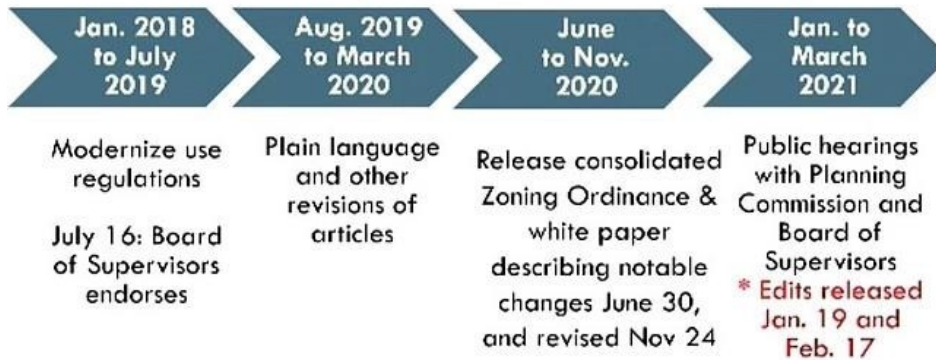 Jan. 2018
to July
2019
Modernize use
regulations
July 16: Board
of Supervisors
endorses
Aug. 2019
to March
2020
Plain language
and other
revisions of
articles
June
to Nov.
2020
Release consolidated
Zoning Ordinance &
white paper
describing notable
changes June 30,
and revised Nov 24
Jan. to
March
2021
Public hearings
with Planning
Commission and
Board of
Supervisors
* Edits released
Jan. 19 and
Feb. 17